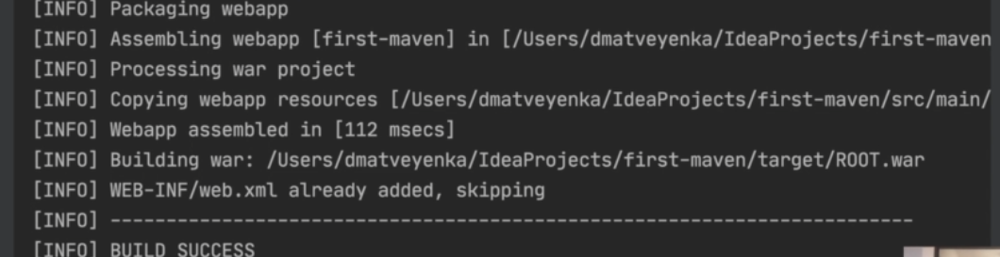 [INFO] Packaging webapp
[INFO] Assembling webapp [first-maven] in [/Users/dmatveyenka/IdeaProjects/first-maven
[INFO] Processing war project
[INFO] Copying webapp resources [/Users/dmatveyenka/IdeaProjects/first-maven/src/main/
[INFO] Webapp assembled in [112 msecs]
[INFO] Building war: /Users/dmatveyenka/IdeaProjects/first-maven/target/ROOT.war
[INFO] WEB-INF/web.xml already added, skipping
[INFO] ------------------------------------------------------------------------
[INFO] BUILD SUCCESS